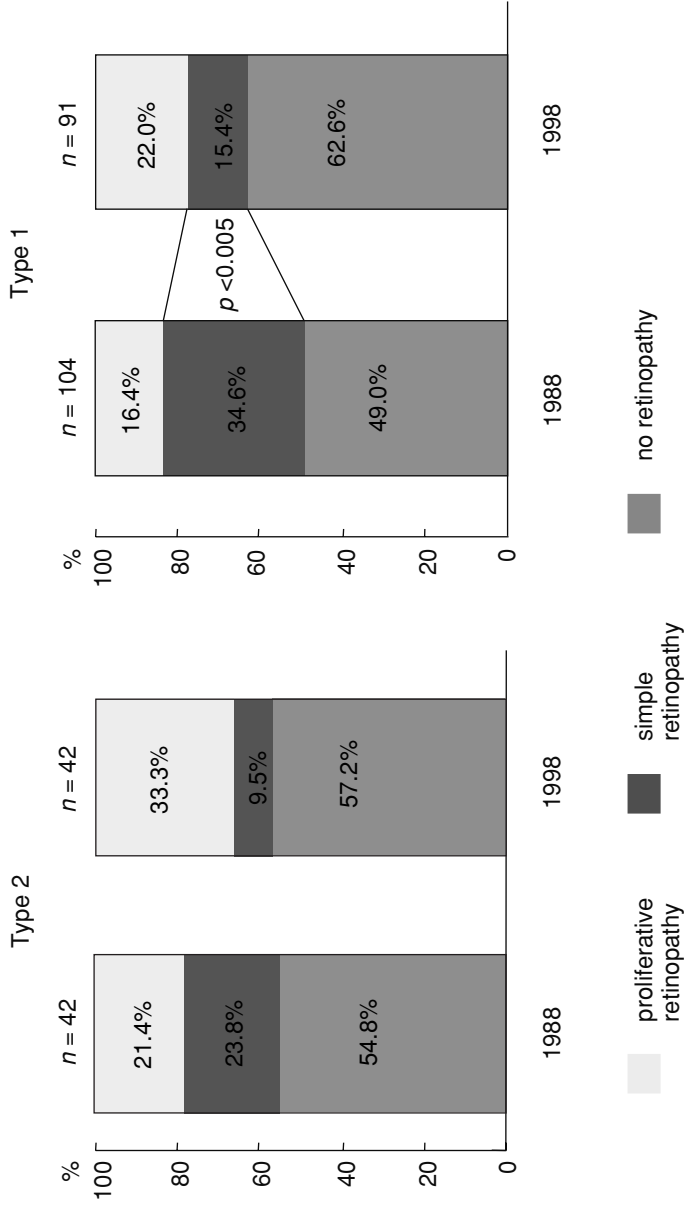 Type 2
Type 1
%
n = 42
n = 42
%
n = 104
n = 91
100
80
60
40
20
0
21.4%
23.8%
54.8%
33.3%
9.5%
57.2%
100
80
60
40
20
0
16.4%
34.6%
49.0%
p <0.005
22.0%
15.4%
62.6%
1988
1998
1988
1998
proliferative
retinopathy
simple
retinopathy
no retinopathy